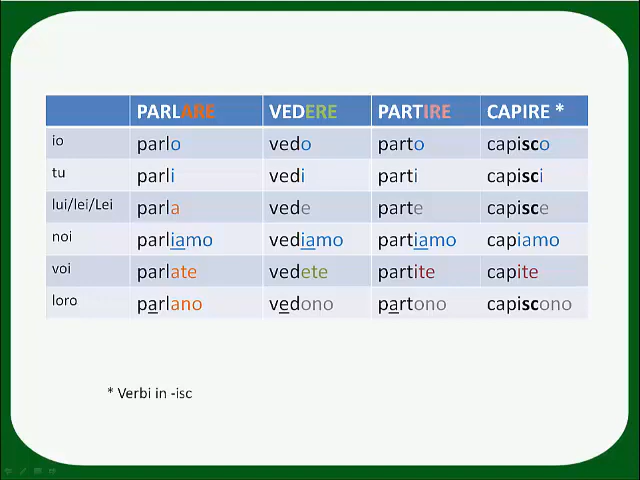 PARLARE VEDERE PARTIRE CAPIRE *
io parlo vedo parto capisco
tu parli vedi parti capisci
lui/lei/Lei parla vede parte capisce
noi parliamo vediamo partiamo capiamo
voi parlate vedete partite capite
loro parlano vedono partono capiscono
* Verbi in -isc